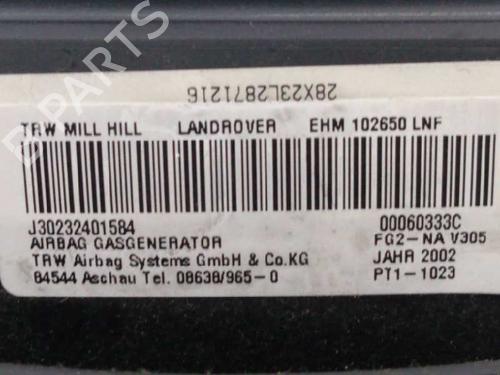 28X23L2871216
TRW MILL HILL LANDROVER EHM 102650 LNF
J30232401584 00060333C
AIRBAG GASGENERATOR FG2-NA V305
TRW Airbag Systems GmbH & Co.KG JAHR 2002
84544 Aschau Tel. 08638/965-0 PT1-1023